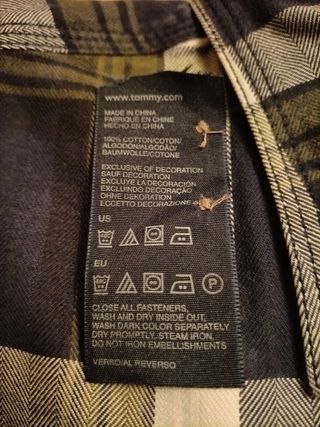 www.tommy.com
MADE IN CHINA
FABRIQUÉ EN CHINE
HECHO EN CHINA
100% COTTON/COTON/
ALGODON/ALGODÃO/
BAUMWOLLE/COTONE
EXCLUSIVE OF DECORATION
SAUF DECORATION
EXCLUYE LA DECORACIÓN
EXCLUINDO DECORAÇÃO
OHNE DEKORATION
ECCETTO DECORAZIONE
US
EU
CLOSE ALL FASTENERS,
WASH AND DRY INSIDE OUT,
WASH DARK COLOR SEPARATELY
DRY PROMPTLY, STEAM IRON,
DO NOT IRON EMBELLISHMENTS
VERSO/AL REVERSO